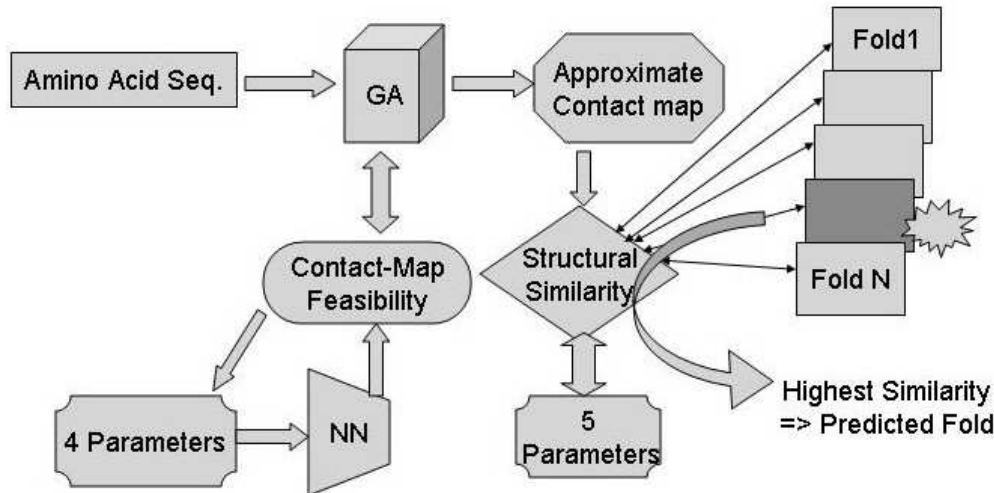 Amino Acid Seq.
GA
Approximate
Contact map
Fold1
Contact-Map
Feasibility
Structural
Similarity
Fold N
4 Parameters
NN
5
Parameters
Highest Similarity
=> Predicted Fold